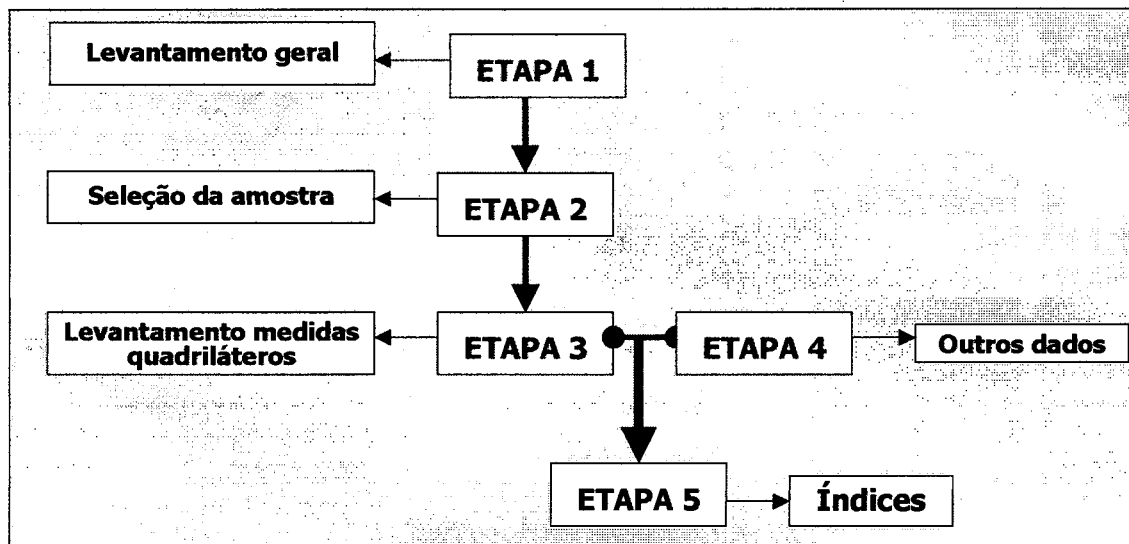 Levantamento geral
ETAPA 1
Seleção da amostra
ETAPA 2
Levantamento medidas
quadriláteros
ETAPA 3
ETAPA 4
Outros dados
ETAPA 5
Índices